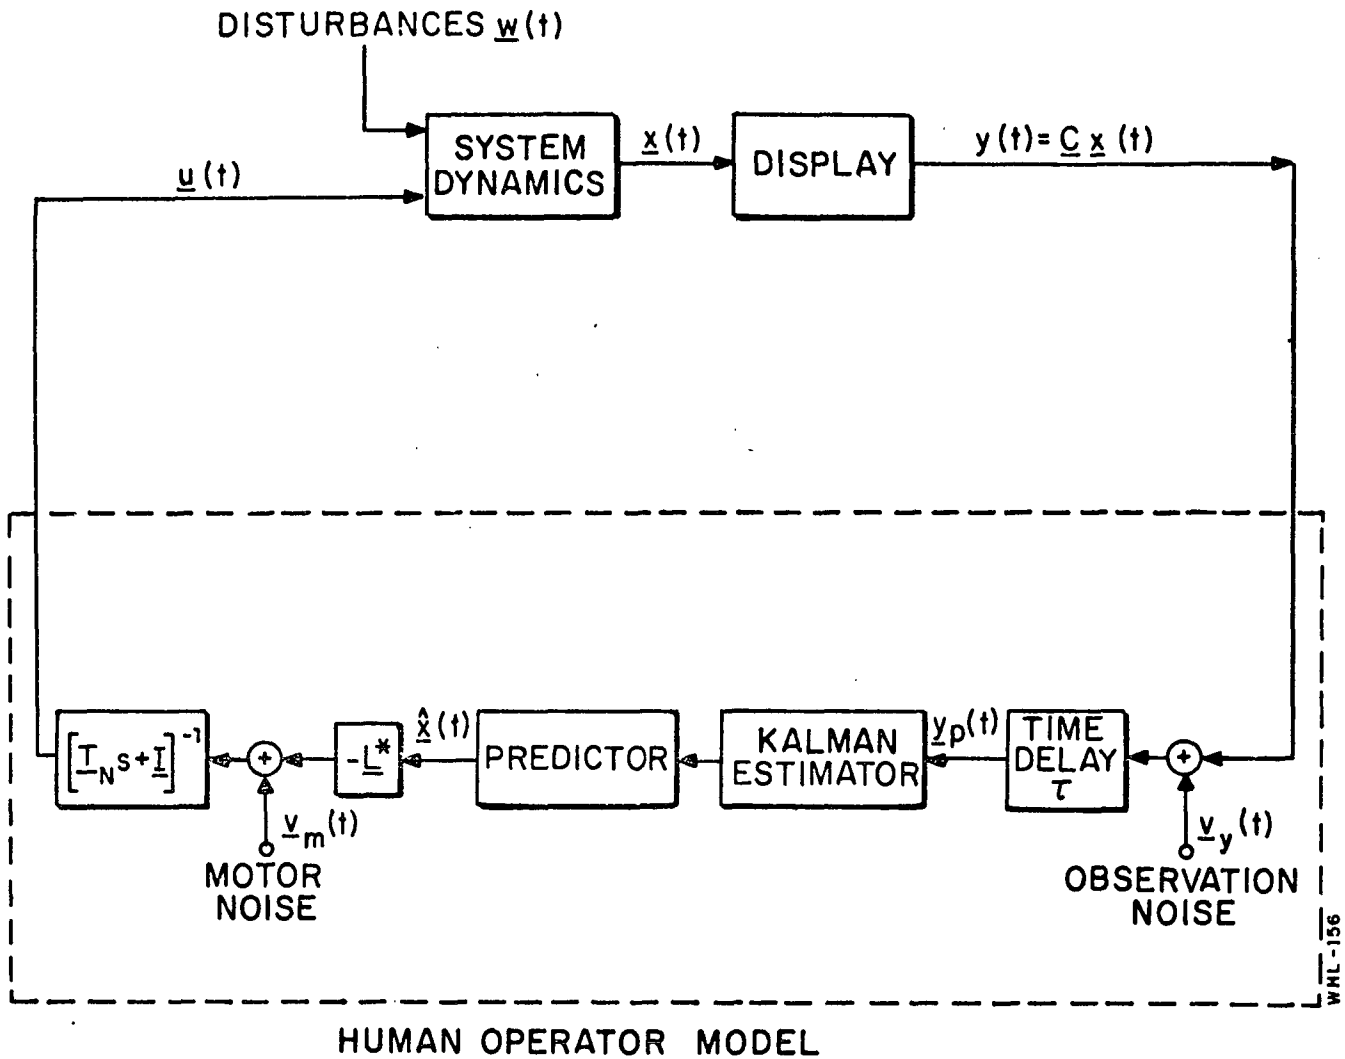 DISTURBANCES w(t)
SYSTEM
DYNAMICS
x(t)
DISPLAY
y(t)= C x (t)
u(t)
[T_N s + I]^-1
-L*
x̂(t)
PREDICTOR
KALMAN
ESTIMATOR
y_p(t)
TIME
DELAY
τ
+
+
v_m(t)
MOTOR
NOISE
v_y(t)
OBSERVATION
NOISE
WHL-156
HUMAN OPERATOR MODEL